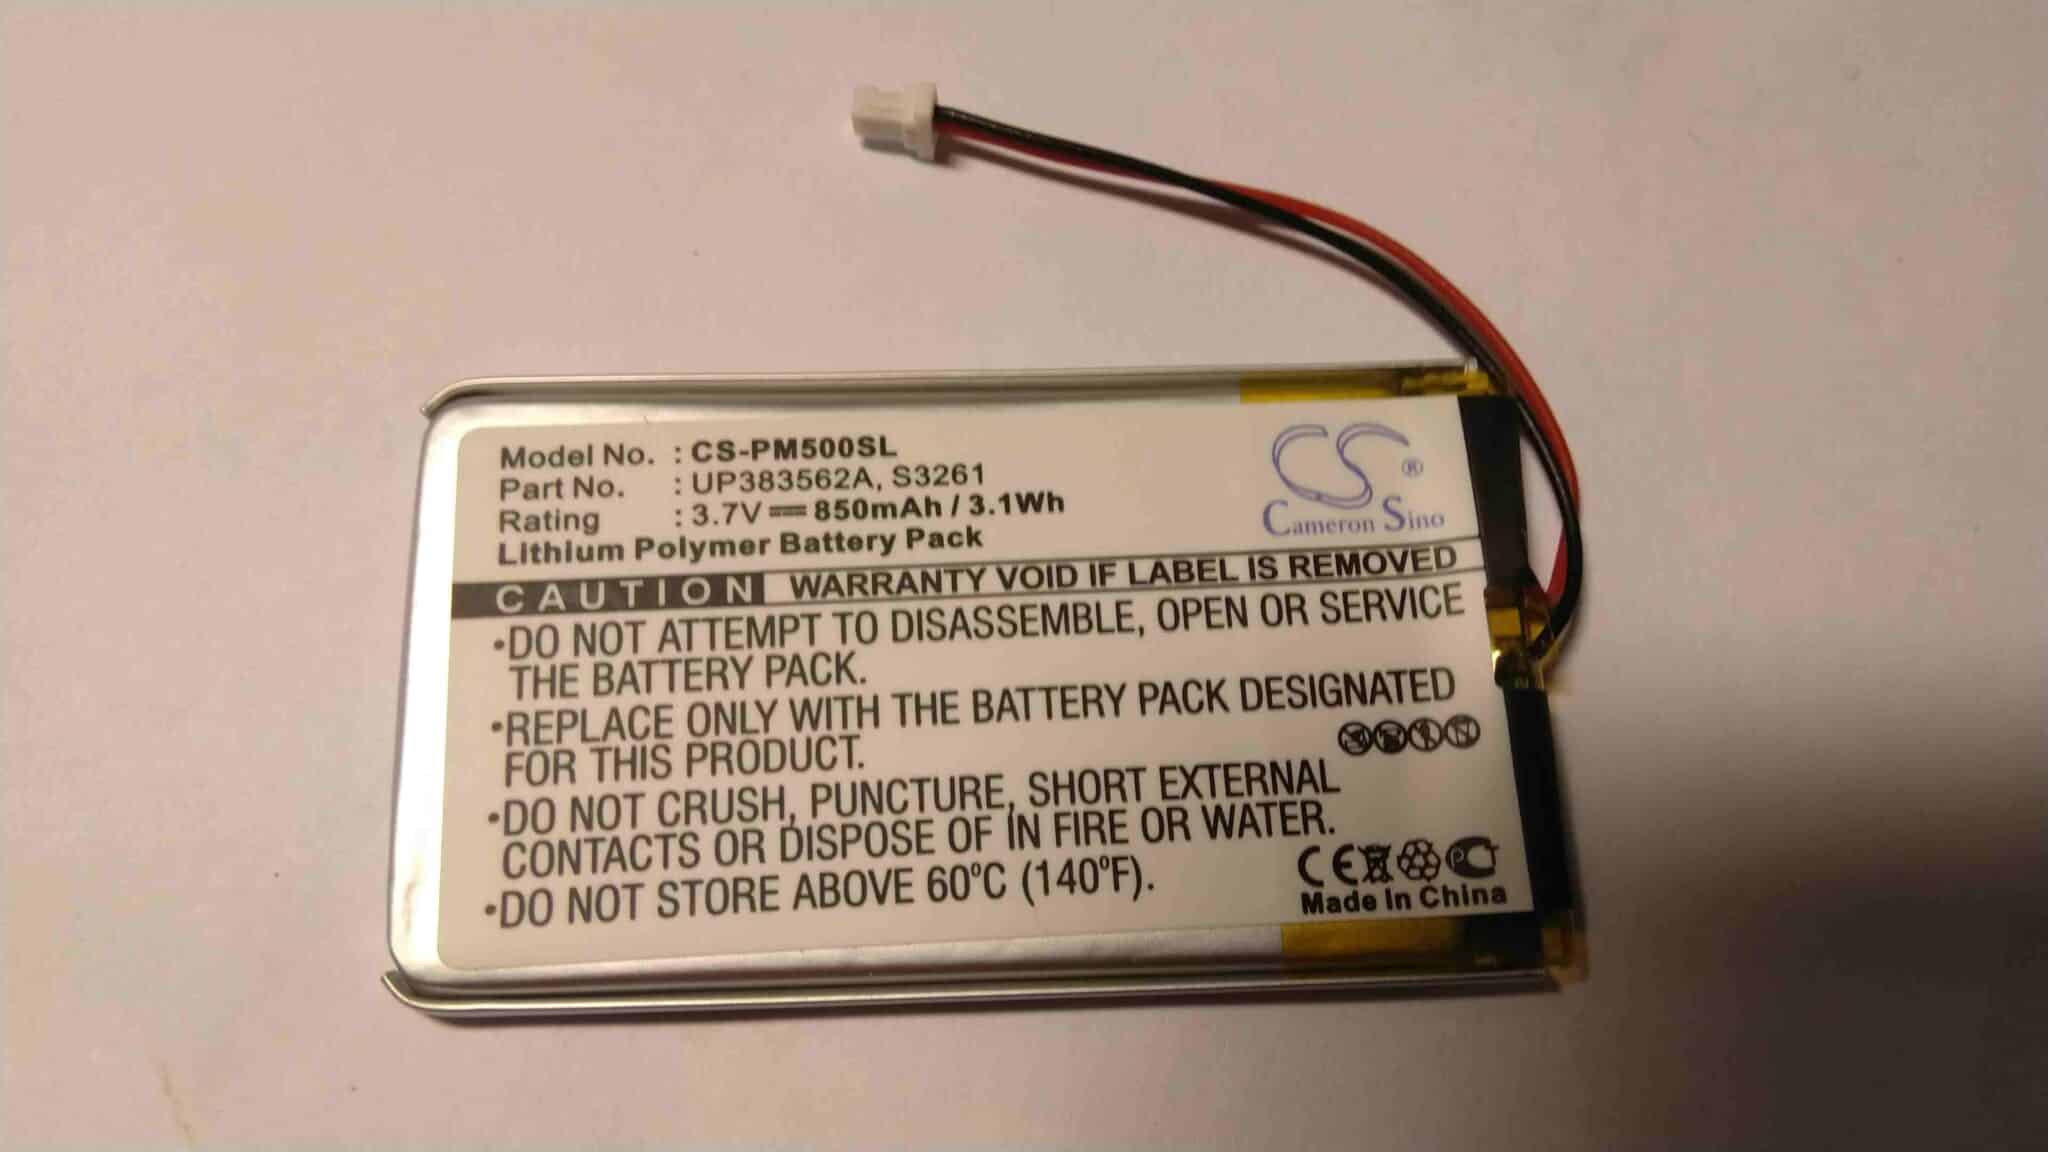 Model No. : CS-PM500SL
Part No. : UP383562A, S3261
Rating : 3.7V ⎓ 850mAh / 3.1Wh
Lithium Polymer Battery Pack
CS®
Cameron Sino
CAUTION WARRANTY VOID IF LABEL IS REMOVED
•DO NOT ATTEMPT TO DISASSEMBLE, OPEN OR SERVICE
THE BATTERY PACK.
•REPLACE ONLY WITH THE BATTERY PACK DESIGNATED
FOR THIS PRODUCT.
•DO NOT CRUSH, PUNCTURE, SHORT EXTERNAL
CONTACTS OR DISPOSE OF IN FIRE OR WATER.
•DO NOT STORE ABOVE 60°C (140°F).
CE PCT
Made In China